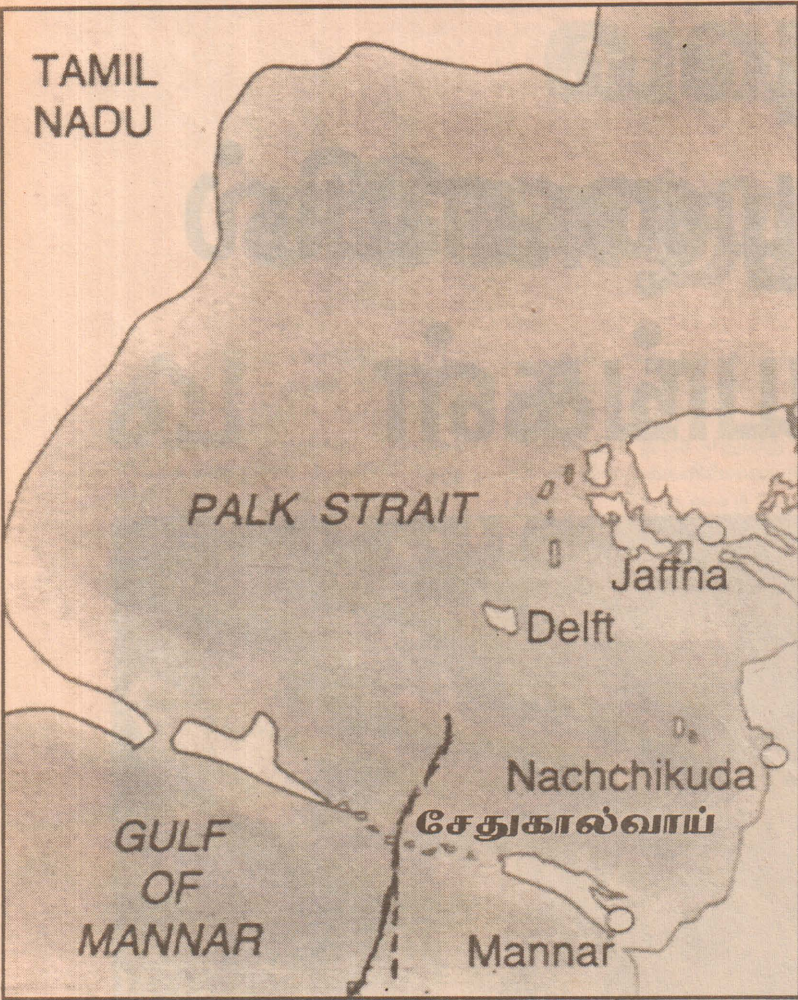 TAMIL
NADU
PALK STRAIT
Jaffna
Delft
Nachchikuda
சேதுகால்வாய்
GULF
OF
MANNAR
Mannar